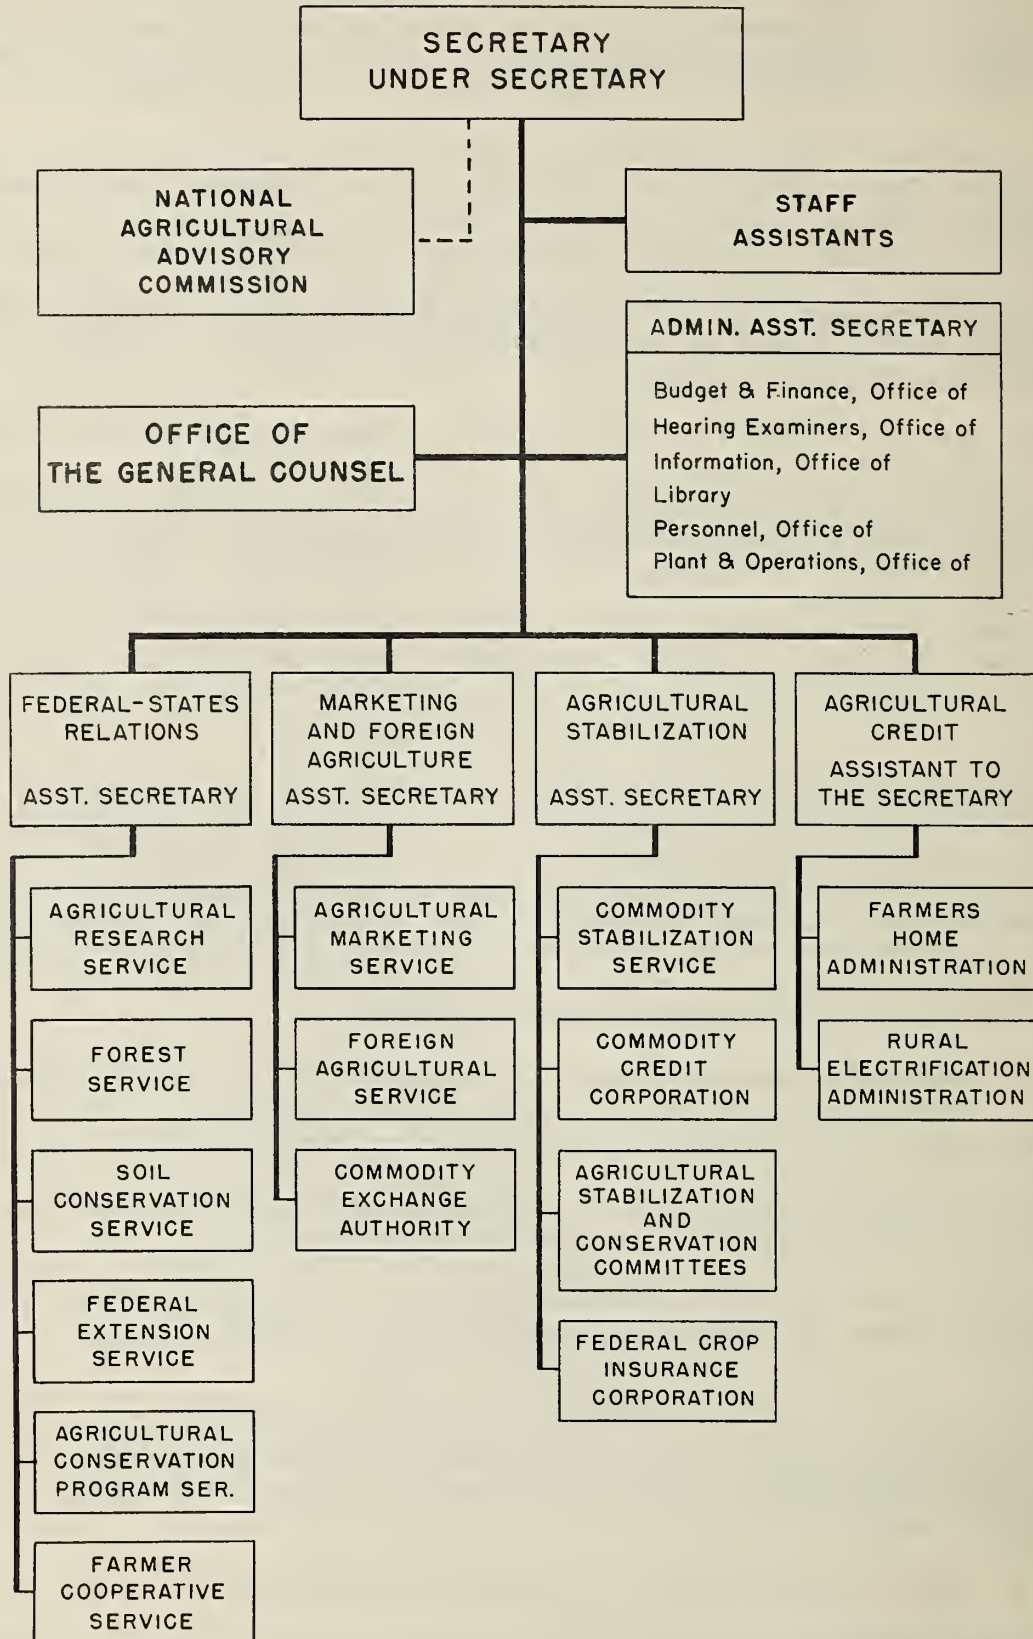 SECRETARY
UNDER SECRETARY
NATIONAL
AGRICULTURAL
ADVISORY
COMMISSION
STAFF
ASSISTANTS
ADMIN. ASST. SECRETARY
Budget & Finance, Office of
Hearing Examiners, Office of
Information, Office of
Library
Personnel, Office of
Plant & Operations, Office of
OFFICE OF
THE GENERAL COUNSEL
FEDERAL-STATES
RELATIONS
ASST. SECRETARY
MARKETING
AND FOREIGN
AGRICULTURE
ASST. SECRETARY
AGRICULTURAL
STABILIZATION
ASST. SECRETARY
AGRICULTURAL
CREDIT
ASSISTANT TO
THE SECRETARY
AGRICULTURAL
RESEARCH
SERVICE
FOREST
SERVICE
SOIL
CONSERVATION
SERVICE
FEDERAL
EXTENSION
SERVICE
AGRICULTURAL
CONSERVATION
PROGRAM SER.
FARMER
COOPERATIVE
SERVICE
AGRICULTURAL
MARKETING
SERVICE
FOREIGN
AGRICULTURAL
SERVICE
COMMODITY
EXCHANGE
AUTHORITY
COMMODITY
STABILIZATION
SERVICE
COMMODITY
CREDIT
CORPORATION
AGRICULTURAL
STABILIZATION
AND
CONSERVATION
COMMITTEES
FEDERAL CROP
INSURANCE
CORPORATION
FARMERS
HOME
ADMINISTRATION
RURAL
ELECTRIFICATION
ADMINISTRATION